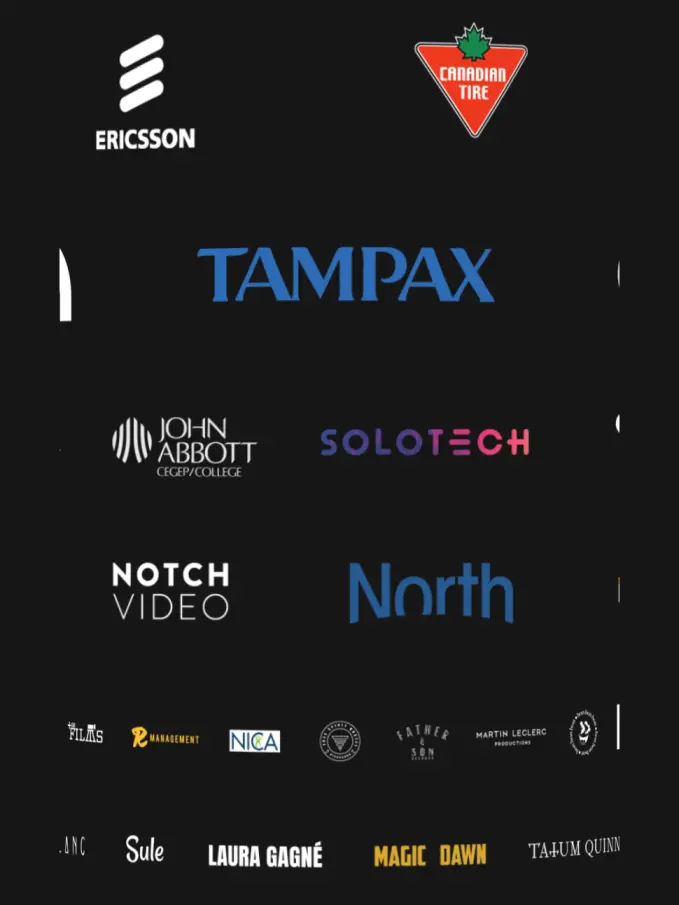 ERICSSON
CANADIAN
TIRE
TAMPAX
JOHN
ABBOTT
CEGEP/COLLEGE
SOLOTECH
NOTCH
VIDEO
North
FILMS
R MANAGEMENT
NICA
FATHER
&
SON
RECORDS
MARTIN LECLERC
PRODUCTIONS
Sule
LAURA GAGNÉ
MAGIC DAWN
TATUM QUINN